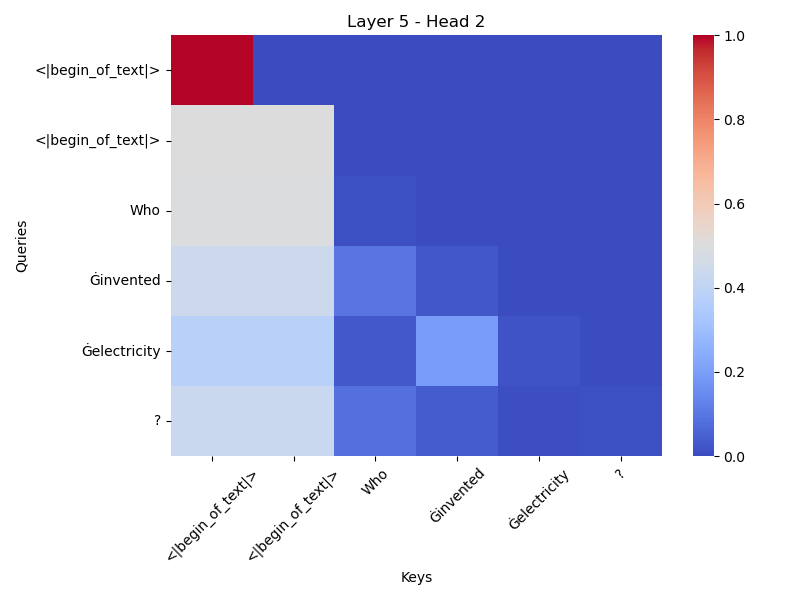 Layer 5 - Head 2
Queries
<|begin_of_text|>
<|begin_of_text|>
Who
Ġinvented
Ġelectricity
?
1.0
0.8
0.6
0.4
0.2
0.0
<|begin_of_text|>
<|begin_of_text|>
Who
Ġinvented
Ġelectricity
?
Keys